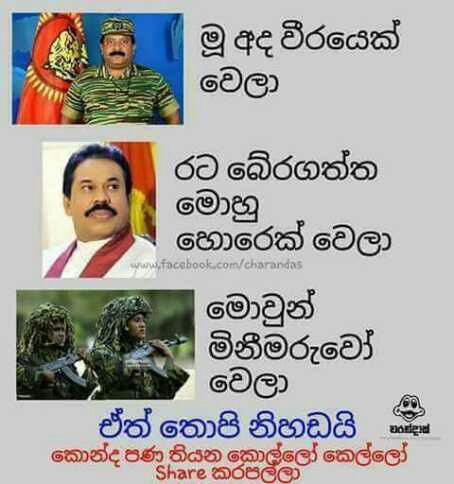 මූ අද වීරයෙක්
වෙලා
රට බේරගත්ත
මොහු
හොරෙක් වෙලා
www.facebook.com/charandas
මොවුන්
මිනීමරුවෝ
වෙලා
ඒත් තොපි නිහඬයි
චරන්දාස්
කොන්ද පණ තියන කොල්ලෝ කෙල්ලෝ
Share කරපල්ලා